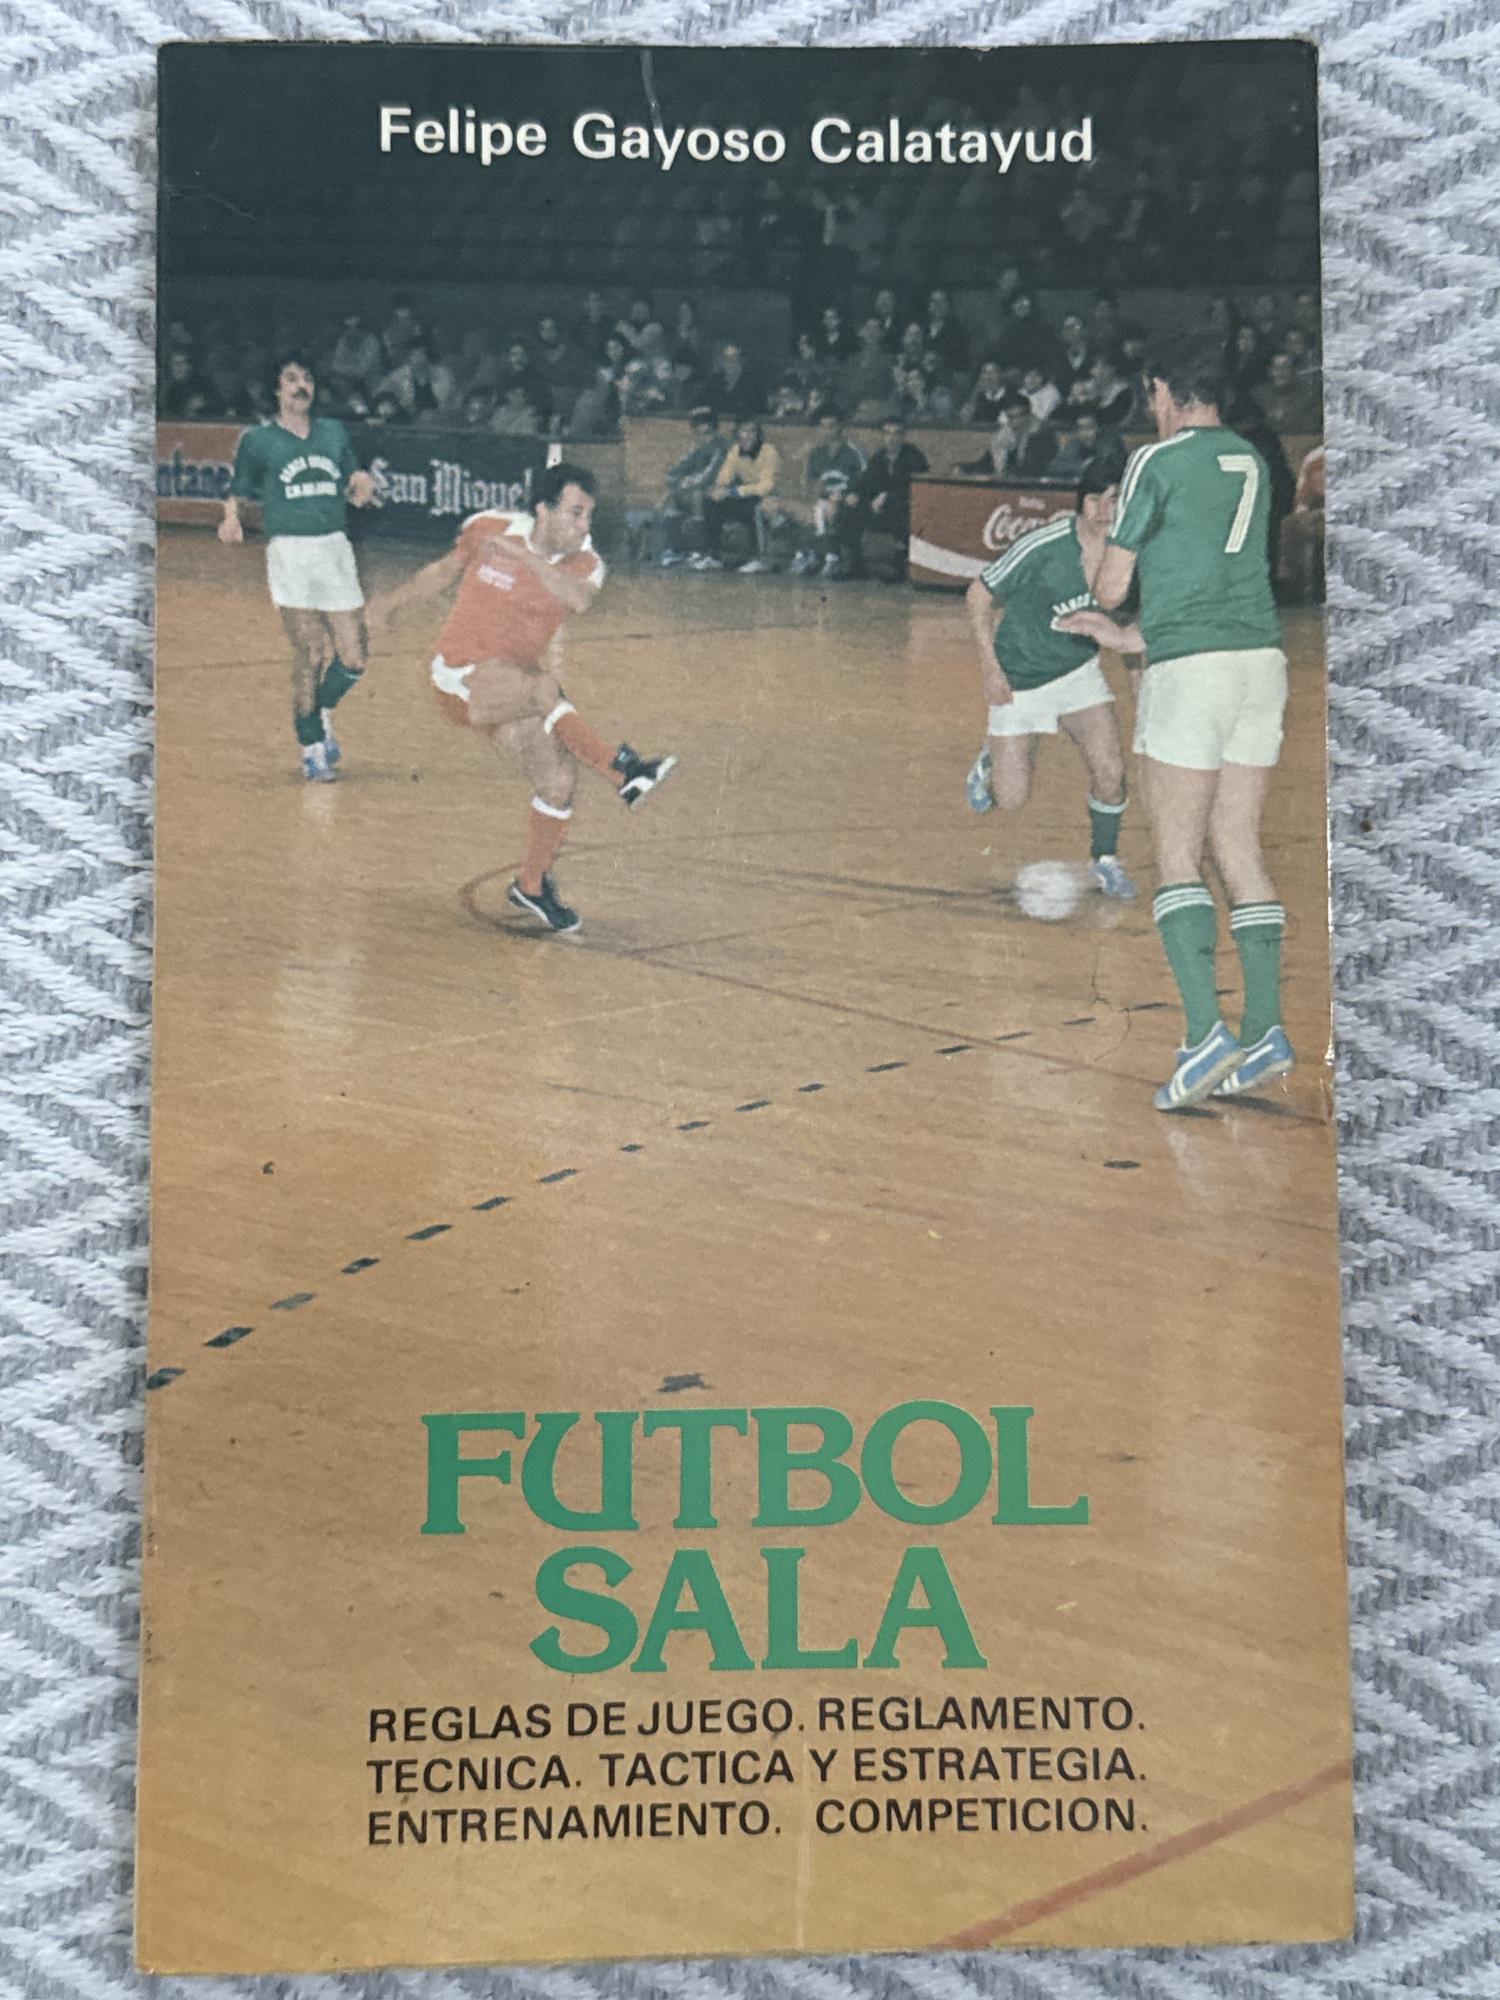 Felipe Gayoso Calatayud
San Miguel
7
FUTBOL
SALA
REGLAS DE JUEGO. REGLAMENTO.
TECNICA. TACTICA Y ESTRATEGIA.
ENTRENAMIENTO. COMPETICION.